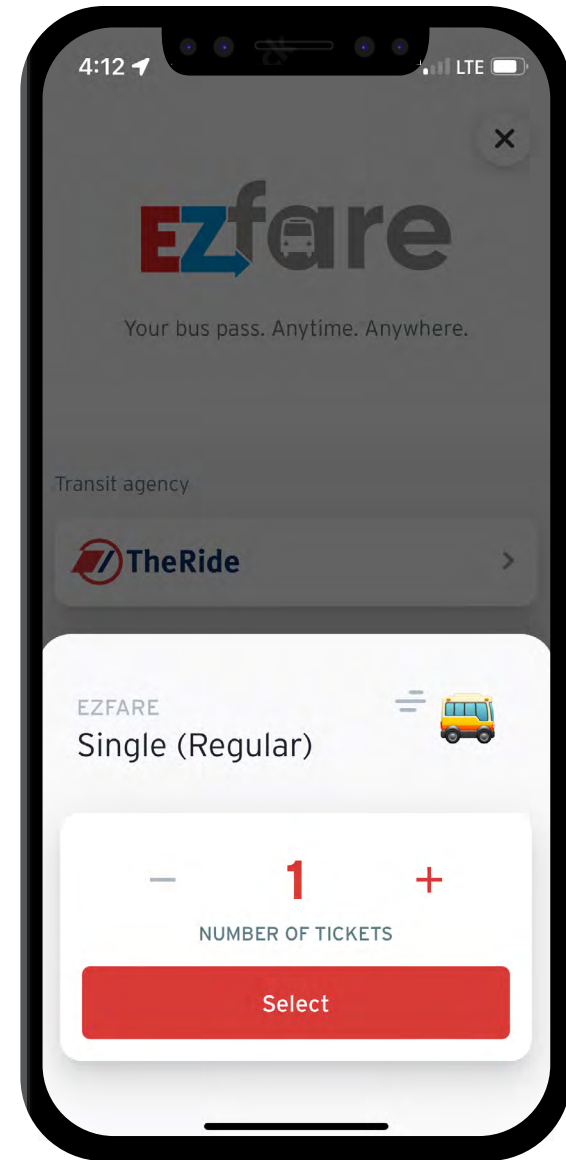 4:12
LTE
EZfare
Your bus pass. Anytime. Anywhere.
Transit agency
TheRide
EZFARE
Single (Regular)
1
NUMBER OF TICKETS
Select